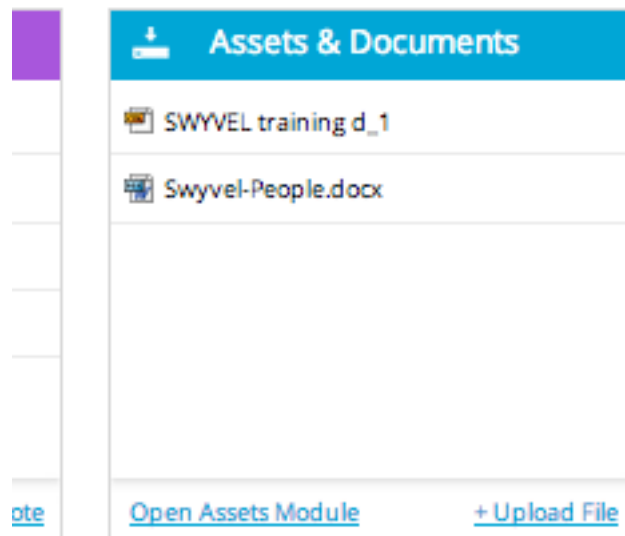 Assets & Documents
SWYVEL training d_1
Swyvel-People.docx
ote
Open Assets Module
+ Upload File